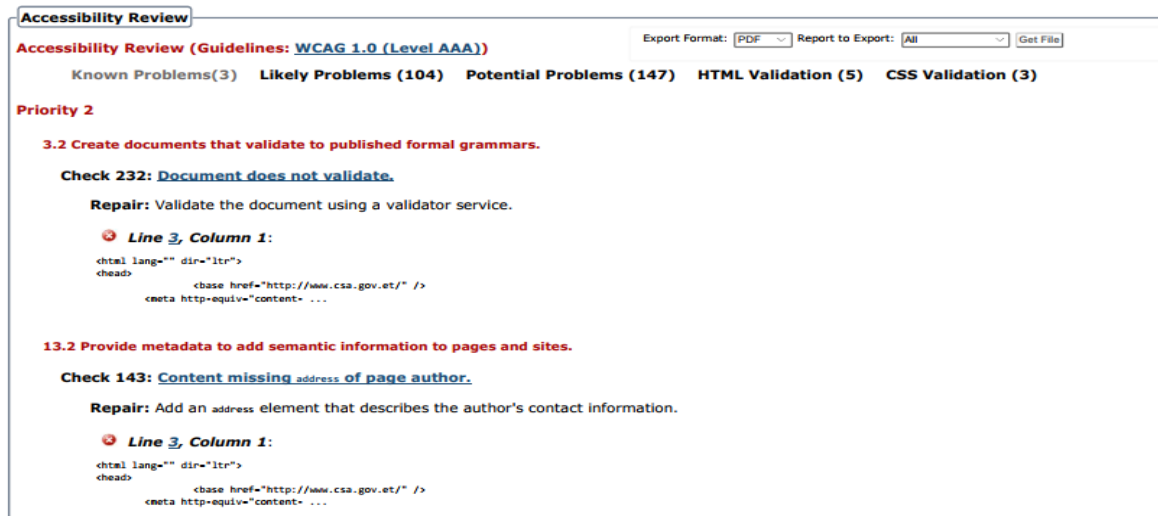 Accessibility Review
Accessibility Review (Guidelines: WCAG 1.0 (Level AAA))
Export Format: PDF Report to Export: All Get File
Known Problems(3) Likely Problems (104) Potential Problems (147) HTML Validation (5) CSS Validation (3)
Priority 2
3.2 Create documents that validate to published formal grammars.
Check 232: Document does not validate.
Repair: Validate the document using a validator service.
Line 3, Column 1:
<html lang="" dir="ltr">
<head>
<base href="http://www.csa.gov.et/" />
<meta http-equiv="content- ...
13.2 Provide metadata to add semantic information to pages and sites.
Check 143: Content missing address of page author.
Repair: Add an address element that describes the author's contact information.
Line 3, Column 1:
<html lang="" dir="ltr">
<head>
<base href="http://www.csa.gov.et/" />
<meta http-equiv="content- ...